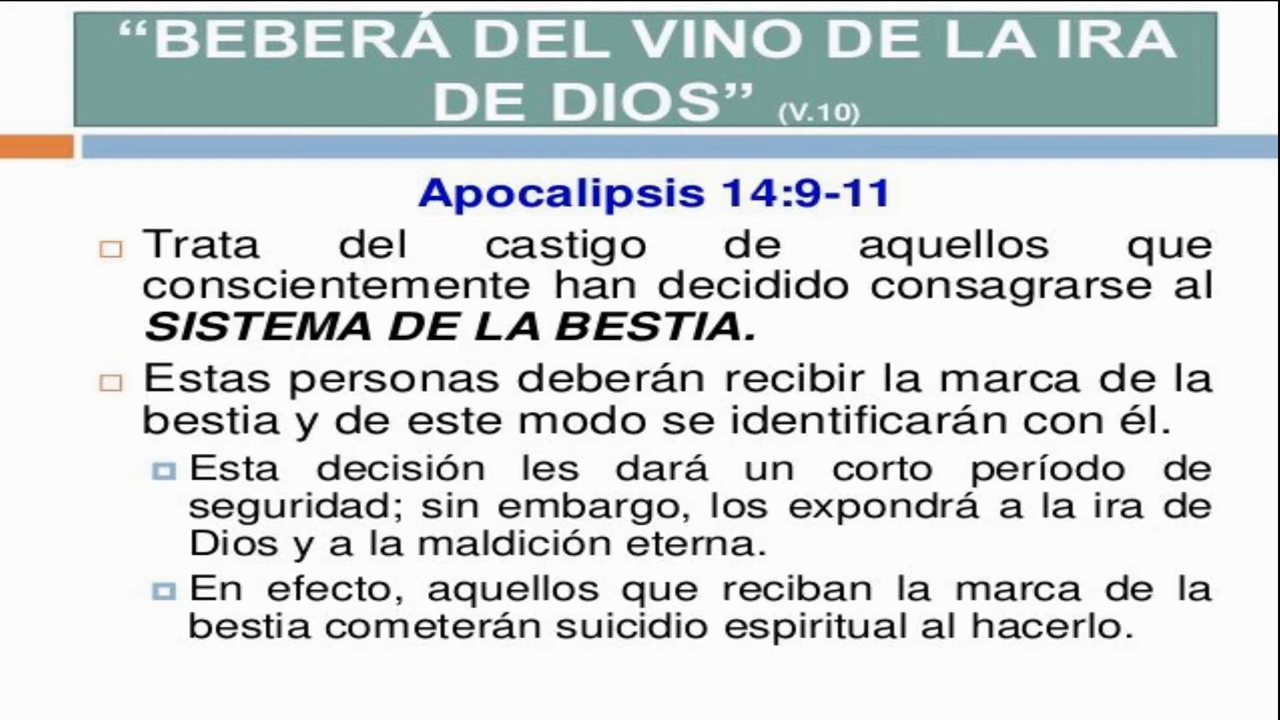 “BEBERÁ DEL VINO DE LA IRA
DE DIOS” (V.10)
Apocalipsis 14:9-11
Trata del castigo de aquellos que
conscientemente han decidido consagrarse al
SISTEMA DE LA BESTIA.
Estas personas deberán recibir la marca de la
bestia y de este modo se identificarán con él.
Esta decisión les dará un corto período de
seguridad; sin embargo, los expondrá a la ira de
Dios y a la maldición eterna.
En efecto, aquellos que reciban la marca de la
bestia cometerán suicidio espiritual al hacerlo.